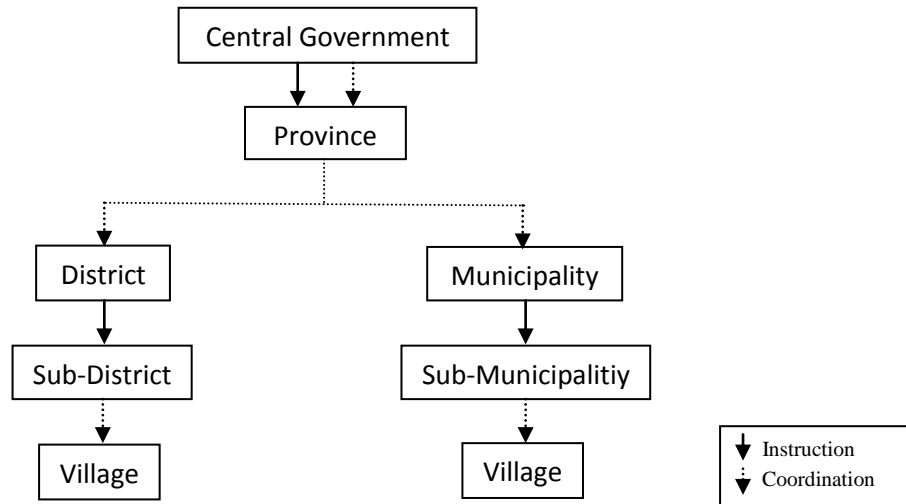 Central Government
Province
District
Municipality
Sub-District
Sub-Municipalitiy
Village
Village
Instruction
Coordination